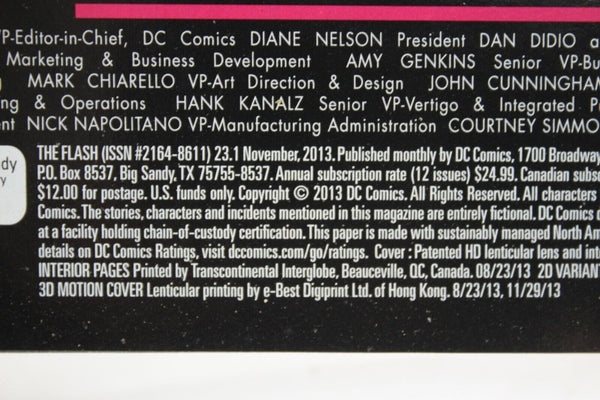 VP-Editor-in-Chief, DC Comics DIANE NELSON President DAN DIDIO
Marketing & Business Development AMY GENKINS Senior VP-Bu
MARK CHIARELLO VP-Art Direction & Design JOHN CUNNINGHAM
ng & Operations HANK KANALZ Senior VP-Vertigo & Integrated
NICK NAPOLITANO VP-Manufacturing Administration COURTNEY SIMMO
dy
y
THE FLASH (ISSN #2164-8611) 23.1 November, 2013. Published monthly by DC Comics, 1700 Broadway
P.O. Box 8537, Big Sandy, TX 75755-8537. Annual subscription rate (12 issues) $24.99. Canadian subsc
$12.00 for postage. U.S. funds only. Copyright © 2013 DC Comics. All Rights Reserved. All characters
Comics. The stories, characters and incidents mentioned in this magazine are entirely fictional. DC Comics
at a facility holding chain-of-custody certification. This paper is made with sustainably managed North Am
details on DC Comics Ratings, visit dccomics.com/go/ratings. Cover: Patented HD lenticular lens and inte
INTERIOR PAGES Printed by Transcontinental Interglobe, Beauceville, QC, Canada. 08/23/13 2D VARIANT
3D MOTION COVER Lenticular printing by e-Best Digiprint Ltd. of Hong Kong. 8/23/13, 11/29/13